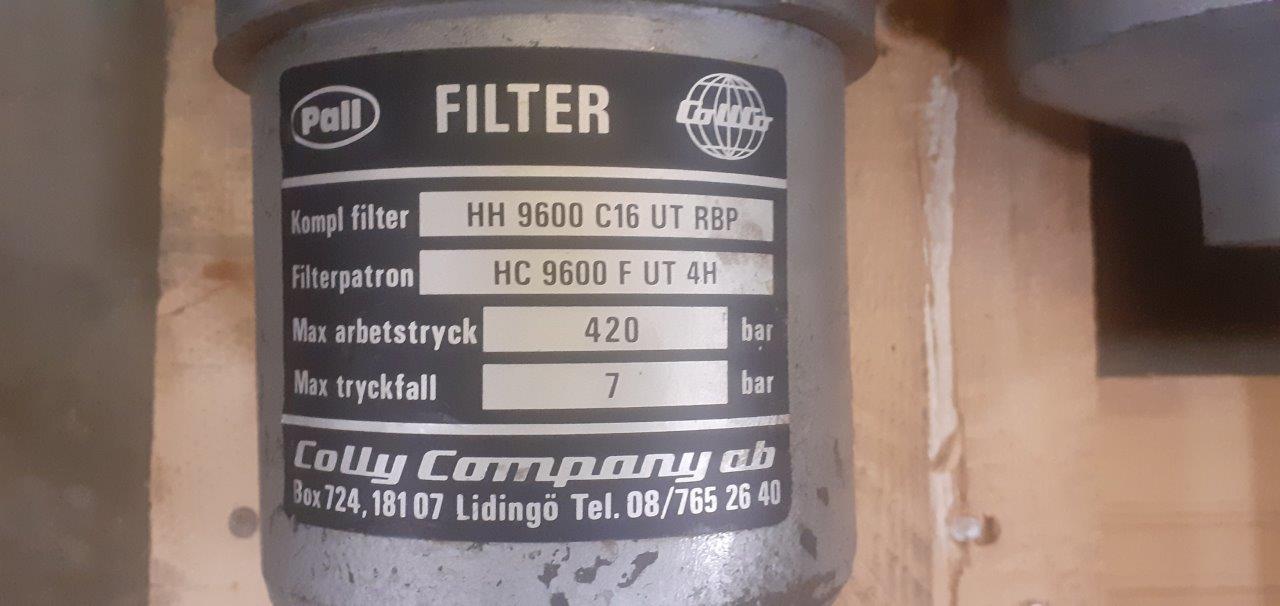 Pall FILTER CollCo
Kompl filter HH 9600 C16 UT RBP
Filterpatron HC 9600 F UT 4H
Max arbetstryck 420 bar
Max tryckfall 7 bar
Colly Company ab
Box 724, 181 07 Lidingö Tel. 08/765 26 40